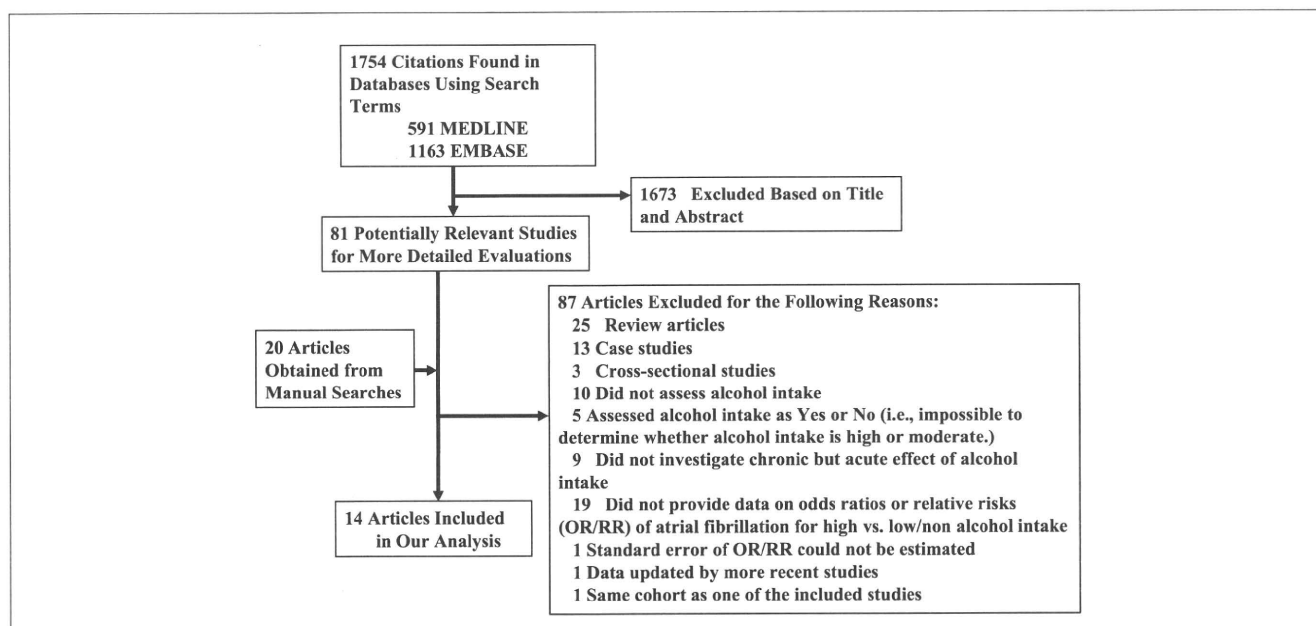 1754 Citations Found in
Databases Using Search
Terms
591 MEDLINE
1163 EMBASE
1673 Excluded Based on Title
and Abstract
81 Potentially Relevant Studies
for More Detailed Evaluations
20 Articles
Obtained from
Manual Searches
87 Articles Excluded for the Following Reasons:
25 Review articles
13 Case studies
3 Cross-sectional studies
10 Did not assess alcohol intake
5 Assessed alcohol intake as Yes or No (i.e., impossible to
determine whether alcohol intake is high or moderate.)
9 Did not investigate chronic but acute effect of alcohol
intake
19 Did not provide data on odds ratios or relative risks
(OR/RR) of atrial fibrillation for high vs. low/non alcohol intake
1 Standard error of OR/RR could not be estimated
1 Data updated by more recent studies
1 Same cohort as one of the included studies
14 Articles Included
in Our Analysis